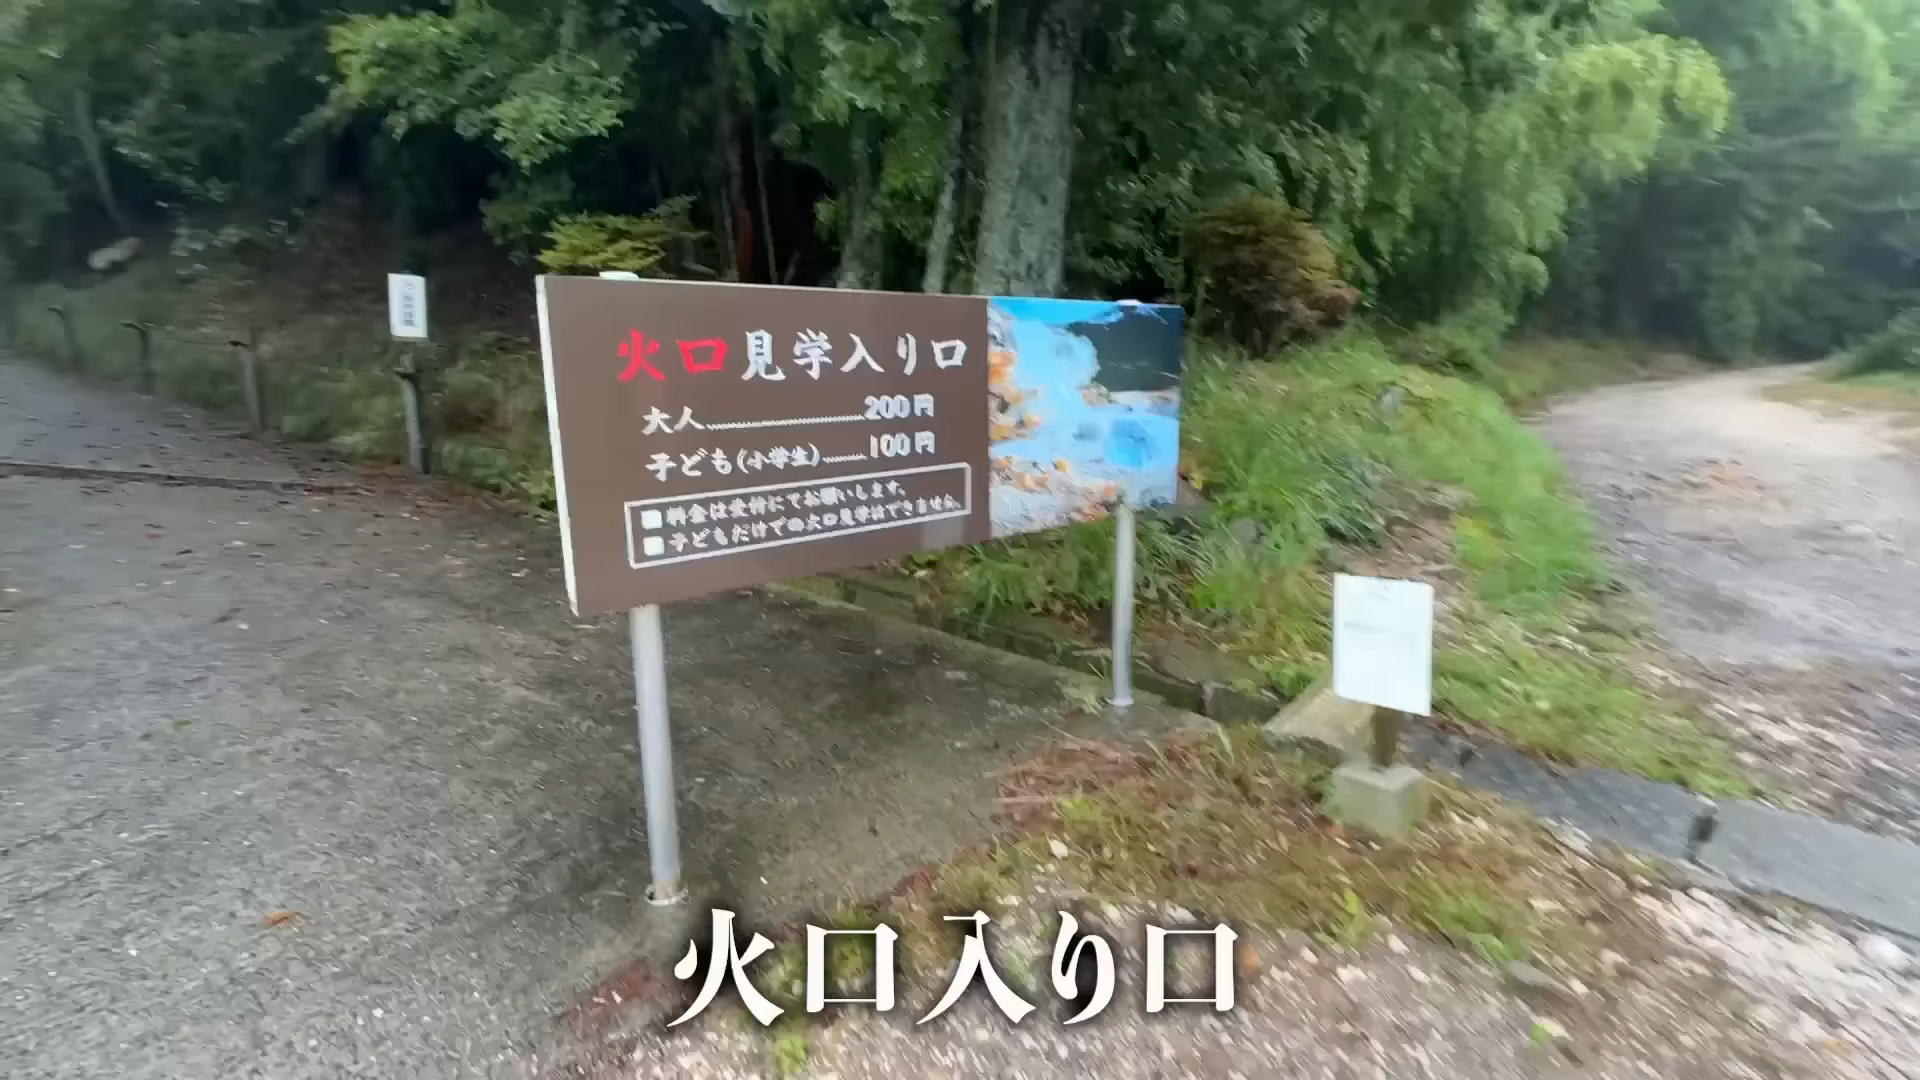 火口見学入り口
大人……………200円
子ども(小学生)……100円
■料金は受付にてお願いします。
■子どもだけでの火口見学はできません。
火口入り口